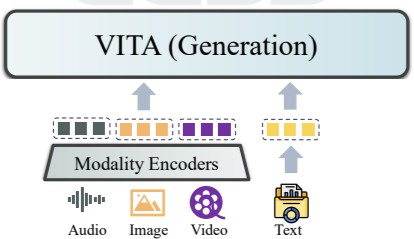 VITA (Generation)
Modality Encoders
Audio Image Video Text